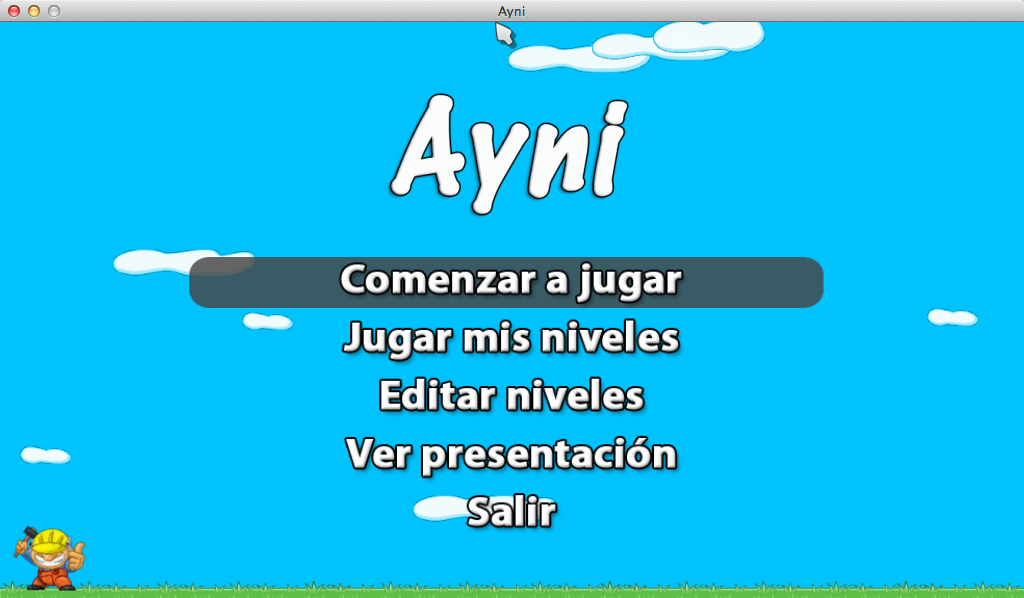 Ayni
Ayni
Comenzar a jugar
Jugar mis niveles
Editar niveles
Ver presentación
Salir